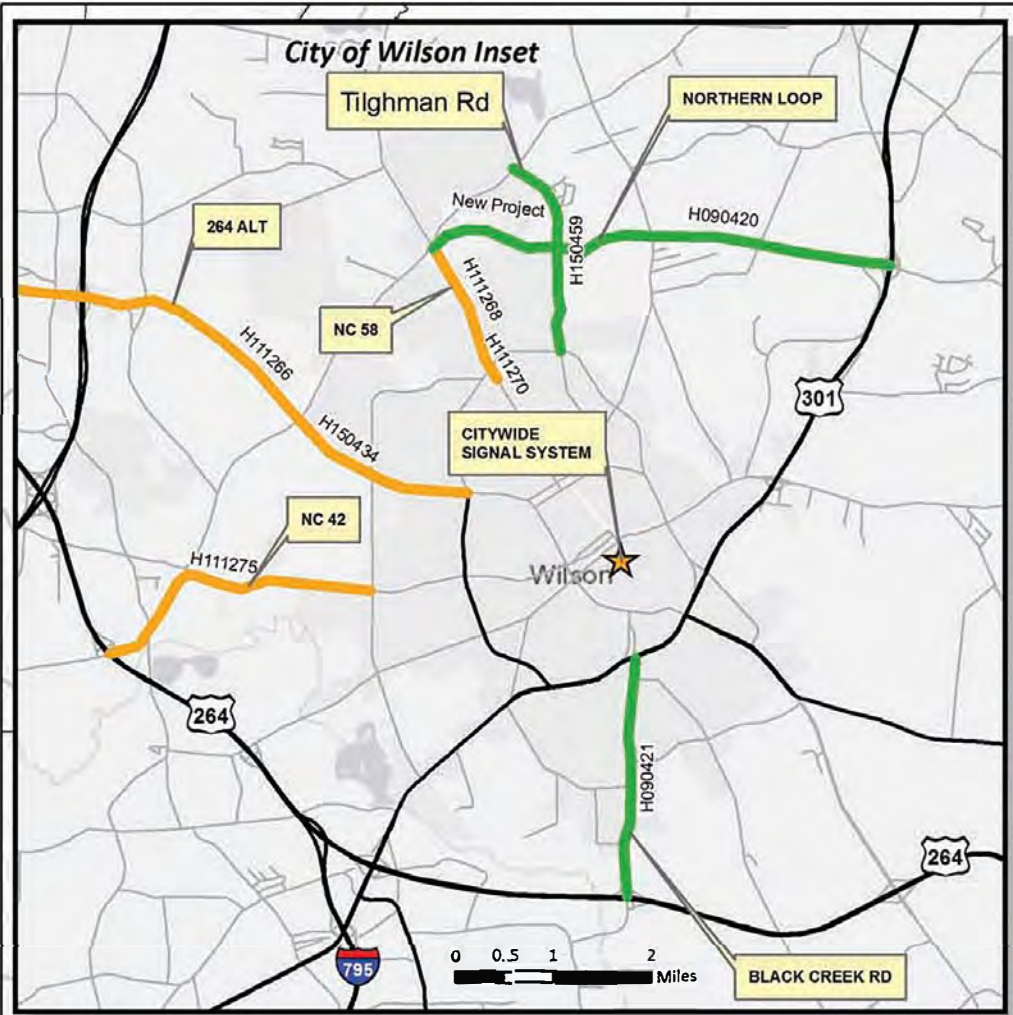 City of Wilson Inset
Tilghman Rd
NORTHERN LOOP
New Project
H090420
264 ALT
H150459
H111268
NC 58
H111266
H111270
301
H150434
CITYWIDE
SIGNAL SYSTEM
NC 42
H111275
Wilson
264
H090421
264
0 0.5 1 2
Miles
795
BLACK CREEK RD